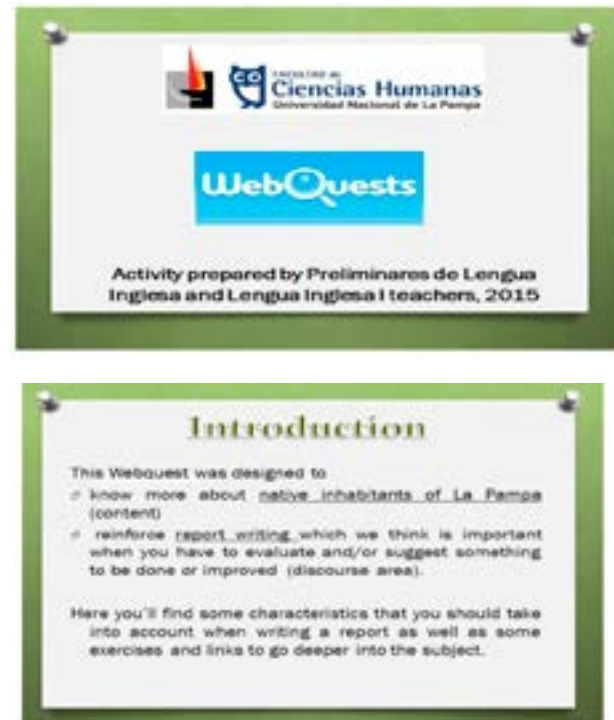 FACULTAD de
Ciencias Humanas
Universidad Nacional de La Pampa
WebQuests
Activity prepared by Preliminares de Lengua
Inglesa and Lengua Inglesa I teachers, 2015
Introduction
This Webquest was designed to
know more about native inhabitants of La Pampa
(content)
reinforce report writing which we think is important
when you have to evaluate and/or suggest something
to be done or improved (discourse area).
Here you'll find some characteristics that you should take
into account when writing a report as well as some
exercises and links to go deeper into the subject.